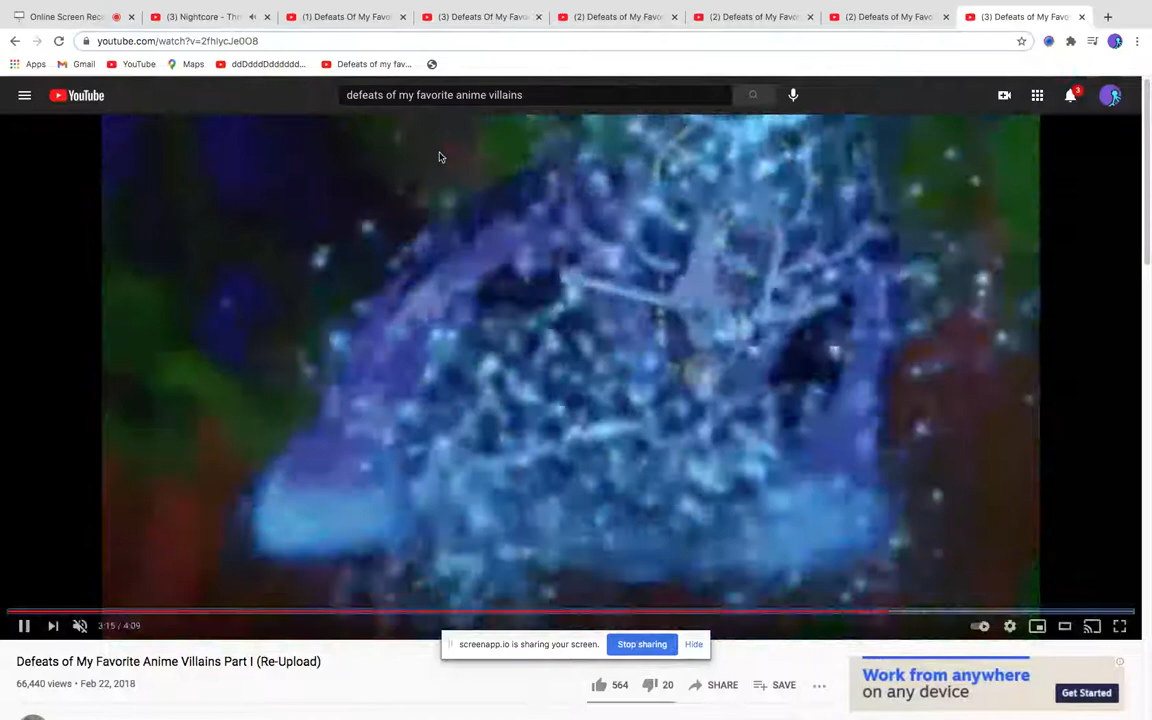 Online Screen Rec
(3) Nightcore - Thr
(1) Defeats Of My Favo
(3) Defeats Of My Favo
(2) Defeats of My Favo
(2) Defeats of My Favo
(2) Defeats of My Favo
(3) Defeats of My Favo
youtube.com/watch?v=2fhlycJe0O8
Apps
Gmail
YouTube
Maps
ddDdddDddddddd...
Defeats of my fav...
YouTube
defeats of my favorite anime villains
3
3:15 / 4:09
screenapp.io is sharing your screen.
Stop sharing
Hide
Defeats of My Favorite Anime Villains Part I (Re-Upload)
66,440 views • Feb 22, 2018
564
20
SHARE
SAVE
Work from anywhere
on any device
Get Started